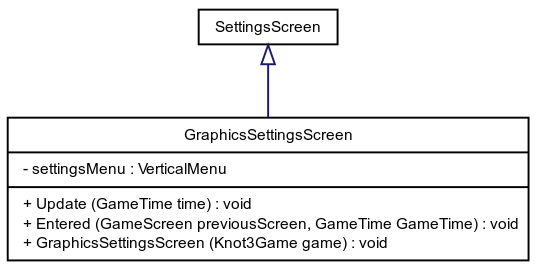 SettingsScreen
GraphicsSettingsScreen
- settingsMenu : VerticalMenu
+ Update (GameTime time) : void
+ Entered (GameScreen previousScreen, GameTime GameTime) : void
+ GraphicsSettingsScreen (Knot3Game game) : void